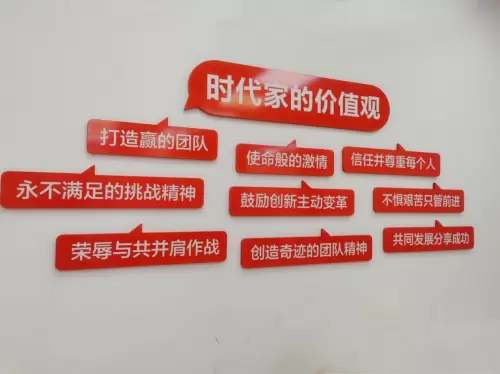 时代家的价值观
打造赢的团队
使命般的激情
信任并尊重每个人
永不满足的挑战精神
鼓励创新主动变革
不惧艰苦只管前进
荣辱与共并肩作战
创造奇迹的团队精神
共同发展分享成功